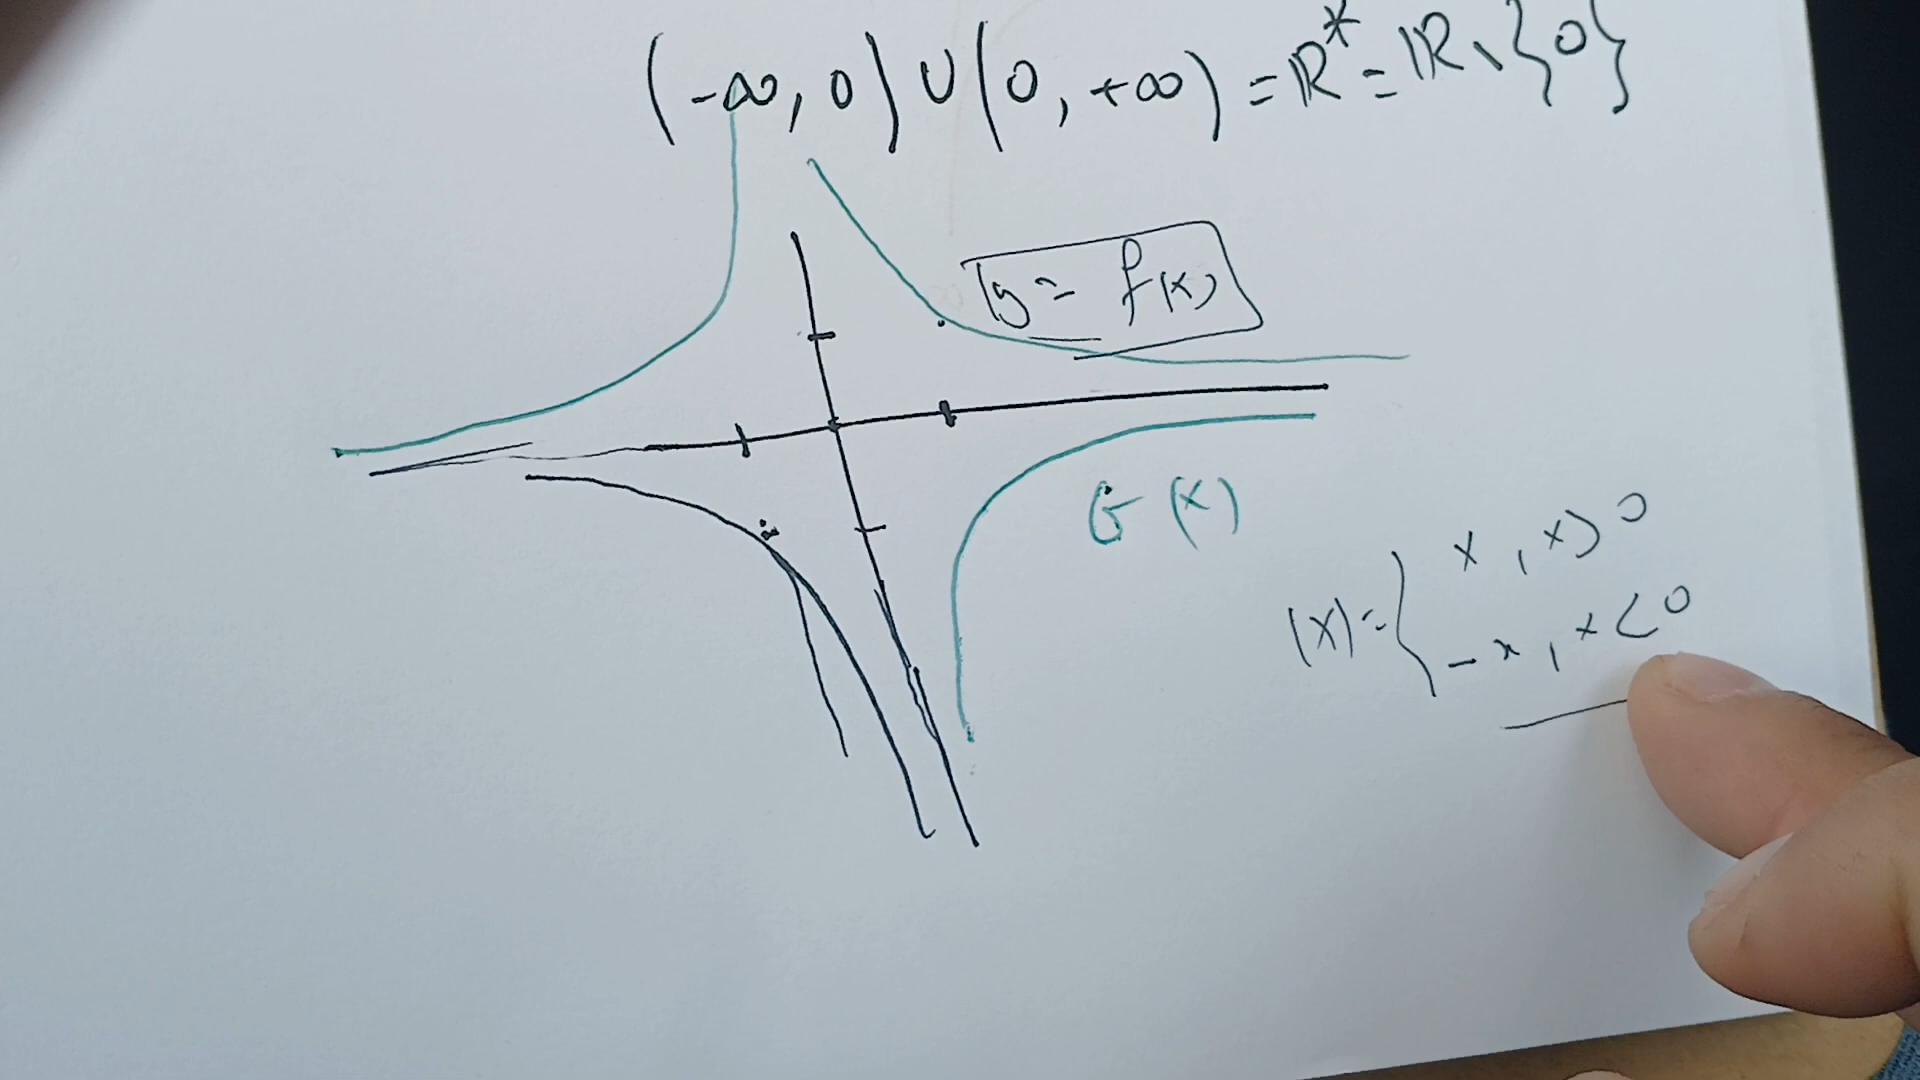 (-∞, 0) ∪ (0, +∞) = ℝ* = ℝ \ {0}
y = f(x)
G(x)
|x| = { x, x > 0
-x, x < 0